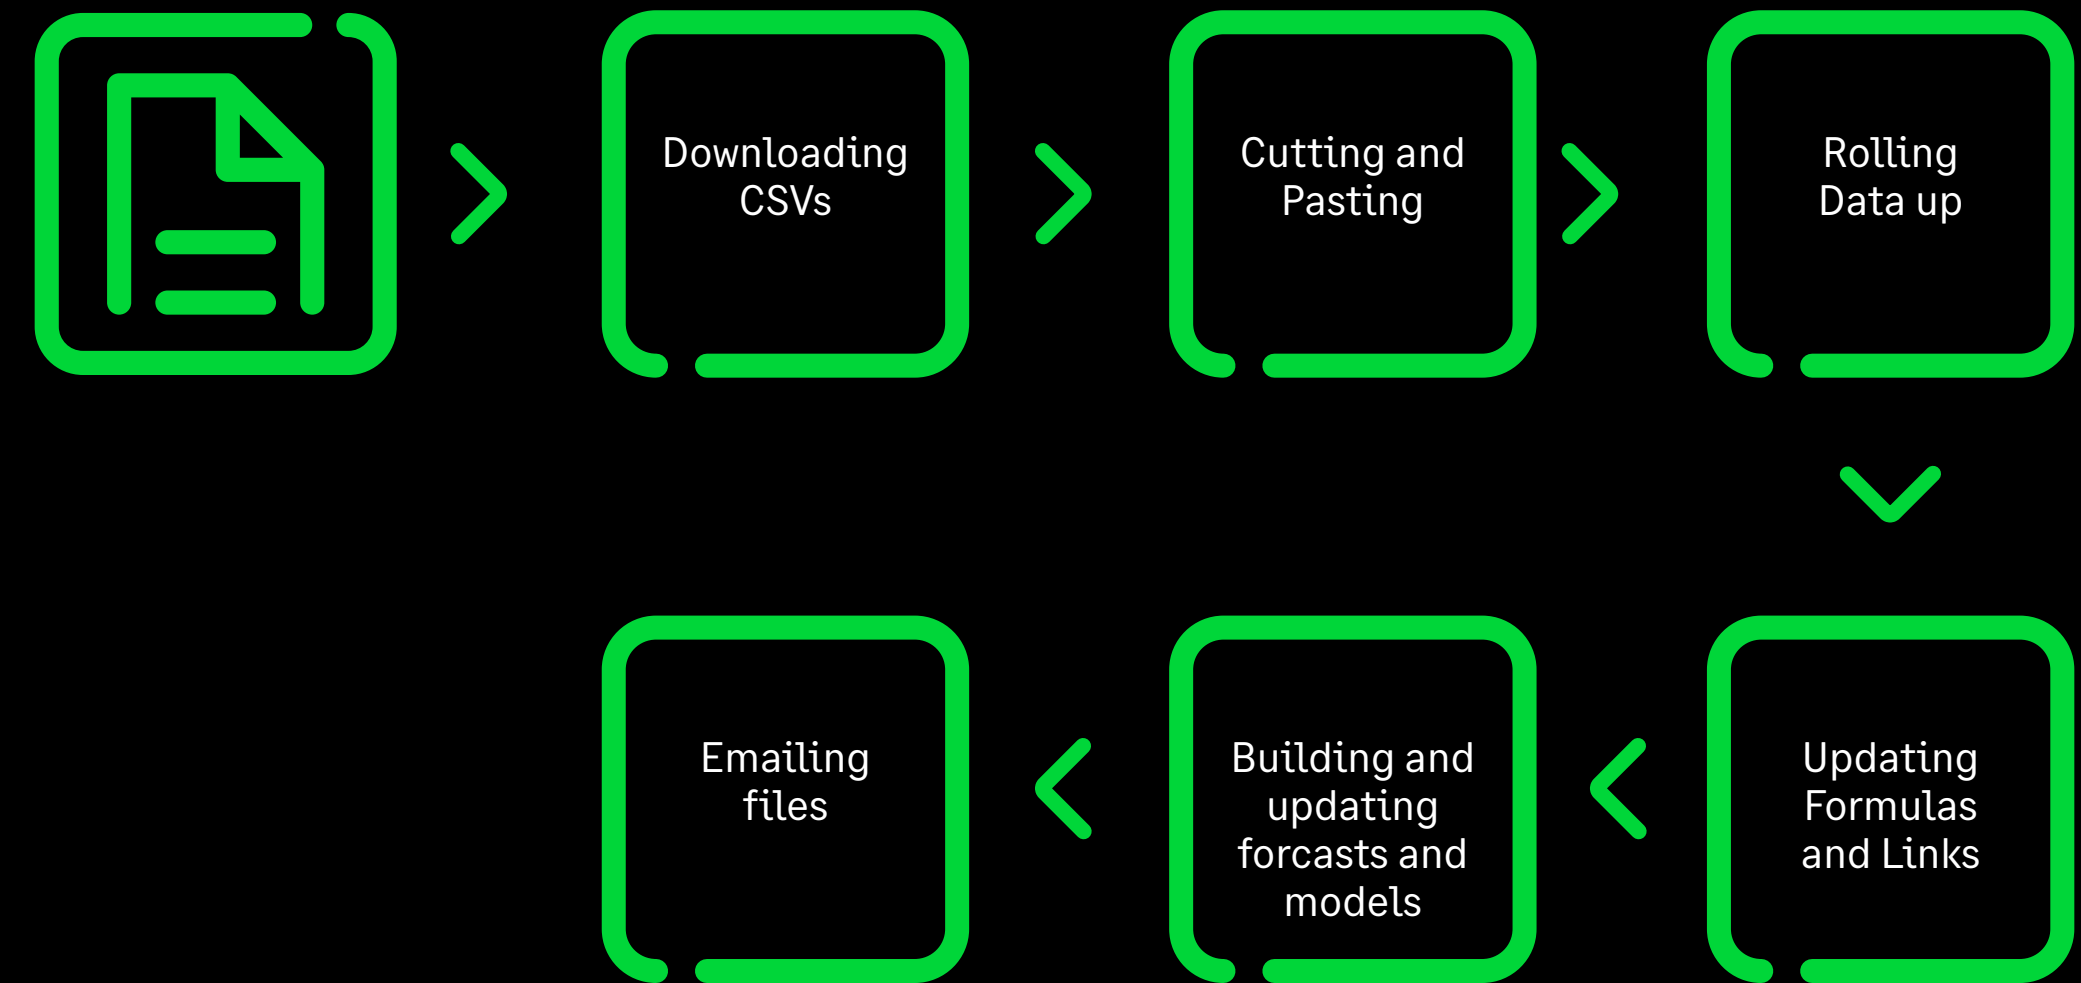 Downloading
CSVs
Cutting and
Pasting
Rolling
Data up
Updating
Formulas
and Links
Building and
updating
forcasts and
models
Emailing
files